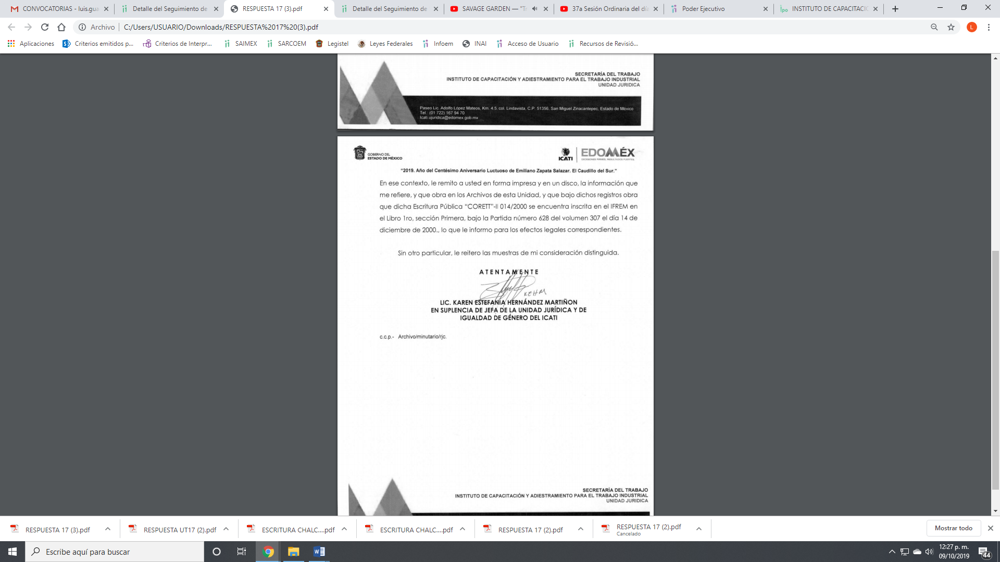 CONVOCATORIAS - luis.gua
Detalle del Seguimiento de
RESPUESTA 17 (3).pdf
Detalle del Seguimiento de
SAVAGE GARDEN — "Tr
37a Sesión Ordinaria del día
Poder Ejecutivo
INSTITUTO DE CAPACITACIO
Archivo
C:/Users/USUARIO/Downloads/RESPUESTA%2017%20(3).pdf
L
Aplicaciones
Criterios emitidos p...
Criterios de Interpr...
SAIMEX
SARCOEM
Legistel
Leyes Federales
Infoem
INAI
Acceso de Usuario
Recursos de Revisió...
SECRETARÍA DEL TRABAJO
INSTITUTO DE CAPACITACIÓN Y ADIESTRAMIENTO PARA EL TRABAJO INDUSTRIAL
UNIDAD JURIDICA
Paseo Lic. Adolfo López Mateos, Km. 4.5, col. Lindavista, C.P. 51356, San Miguel Zinacantepec, Estado de México
Tel.: (01 722) 167 94 70
Icati.ujuridica@edomex.gob.mx
GOBIERNO DEL
ESTADO DE MÉXICO
ICATI
EDOMÉX
DECISIONES FIRMES, RESULTADOS FUERTES.
"2019. Año del Centésimo Aniversario Luctuoso de Emiliano Zapata Salazar. El Caudillo del Sur."
En ese contexto, le remito a usted en forma impresa y en un disco, la información que
me refiere, y que obra en los Archivos de esta Unidad, y que bajo dichos registros obra
que dicha Escritura Pública "CORETT"-II 014/2000 se encuentra inscrita en el IFREM en
el Libro 1ro, sección Primera, bajo la Partida número 628 del volumen 307 el día 14 de
diciembre de 2000., lo que le informo para los efectos legales correspondientes.
Sin otro particular, le reitero las muestras de mi consideración distinguida.
A T E N T A M E N T E
KEHM
LIC. KAREN ESTEFANÍA HERNÁNDEZ MARTIÑON
EN SUPLENCIA DE JEFA DE LA UNIDAD JURÍDICA Y DE
IGUALDAD DE GÉNERO DEL ICATI
c.c.p.- Archivo/minutario/rjc.
SECRETARÍA DEL TRABAJO
INSTITUTO DE CAPACITACIÓN Y ADIESTRAMIENTO PARA EL TRABAJO INDUSTRIAL
UNIDAD JURIDICA
RESPUESTA 17 (3).pdf
RESPUESTA UT17 (2).pdf
ESCRITURA CHALC....pdf
ESCRITURA CHALC....pdf
RESPUESTA 17 (2).pdf
RESPUESTA 17 (2).pdf
Cancelado
Mostrar todo
Escribe aquí para buscar
12:27 p. m.
09/10/2019
44